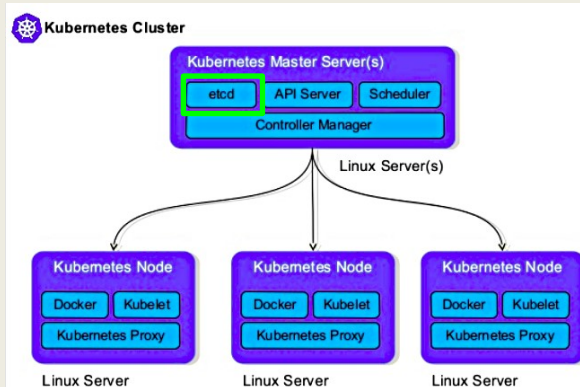 Kubernetes Cluster
Kubernetes Master Server(s)
etcd
API Server
Scheduler
Controller Manager
Linux Server(s)
Kubernetes Node
Docker
Kubelet
Kubernetes Proxy
Linux Server
Kubernetes Node
Docker
Kubelet
Kubernetes Proxy
Linux Server
Kubernetes Node
Docker
Kubelet
Kubernetes Proxy
Linux Server